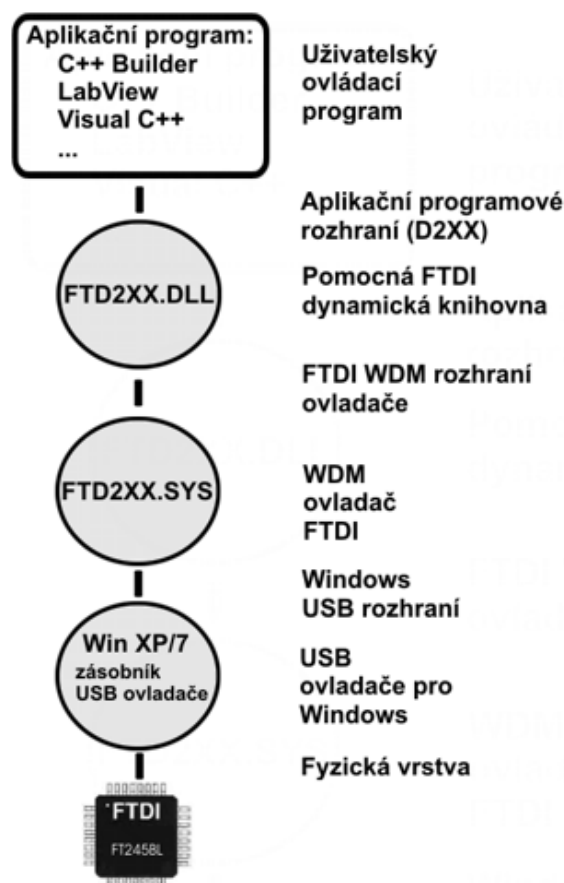 Aplikační program:
C++ Builder
LabView
Visual C++
...
Uživatelský
ovládací
program
Aplikační programové
rozhraní (D2XX)
FTD2XX.DLL
Pomocná FTDI
dynamická knihovna
FTDI WDM rozhraní
ovladače
FTD2XX.SYS
WDM
ovladač
FTDI
Windows
USB rozhraní
Win XP/7
zásobník
USB ovladače
USB
ovladače pro
Windows
Fyzická vrstva
FTDI
FT245BL